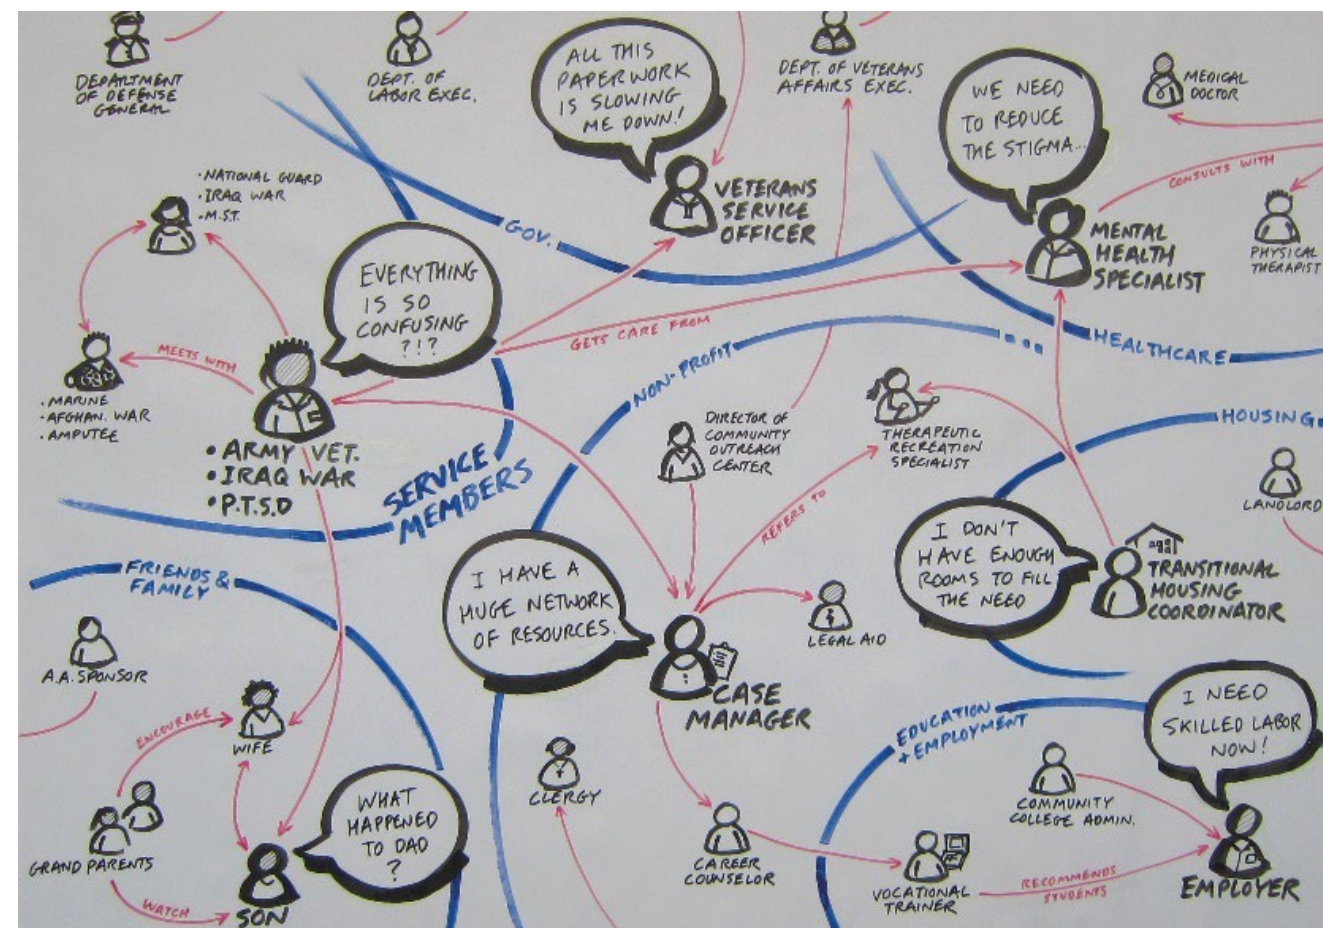 DEPARTMENT
OF DEFENSE
GENERAL
DEPT. OF
LABOR EXEC.
ALL THIS
PAPERWORK
IS SLOWING
ME DOWN!
DEPT. OF VETERANS
AFFAIRS EXEC.
WE NEED
TO REDUCE
THE STIGMA...
MEDICAL
DOCTOR
CONSULTS WITH
• NATIONAL GUARD
• IRAQ WAR
• M.S.T.
VETERANS
SERVICE
OFFICER
GOV.
MENTAL
HEALTH
SPECIALIST
PHYSICAL
THERAPIST
EVERYTHING
IS SO
CONFUSING
?!?
GETS CARE FROM
HEALTHCARE
MEETS WITH
• MARINE
• AFGHAN. WAR
• AMPUTEE
• ARMY VET.
• IRAQ WAR
• P.T.S.D
SERVICE
MEMBERS
NON-PROFIT
DIRECTOR OF
COMMUNITY
OUTREACH
CENTER
THERAPEUTIC
RECREATION
SPECIALIST
REFERS TO
HOUSING
LANDLORD
I DON'T
HAVE ENOUGH
ROOMS TO FILL
THE NEED
TRANSITIONAL
HOUSING
COORDINATOR
FRIENDS &
FAMILY
I HAVE A
HUGE NETWORK
OF RESOURCES.
LEGAL AID
CASE
MANAGER
A.A. SPONSOR
ENCOURAGE
WIFE
GRAND PARENTS
WATCH
SON
WHAT
HAPPENED
TO DAD
?
CLERGY
CAREER
COUNSELOR
EDUCATION
+ EMPLOYMENT
I NEED
SKILLED LABOR
NOW!
COMMUNITY
COLLEGE ADMIN.
VOCATIONAL
TRAINER
RECOMMENDS
STUDENTS
EMPLOYER